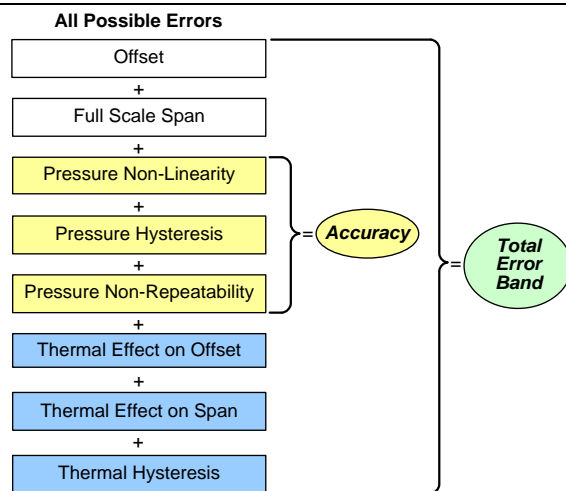 All Possible Errors
Offset
+
Full Scale Span
+
Pressure Non-Linearity
+
Pressure Hysteresis
+
Pressure Non-Repeatability
+
Thermal Effect on Offset
+
Thermal Effect on Span
+
Thermal Hysteresis
=
Accuracy
=
Total
Error
Band